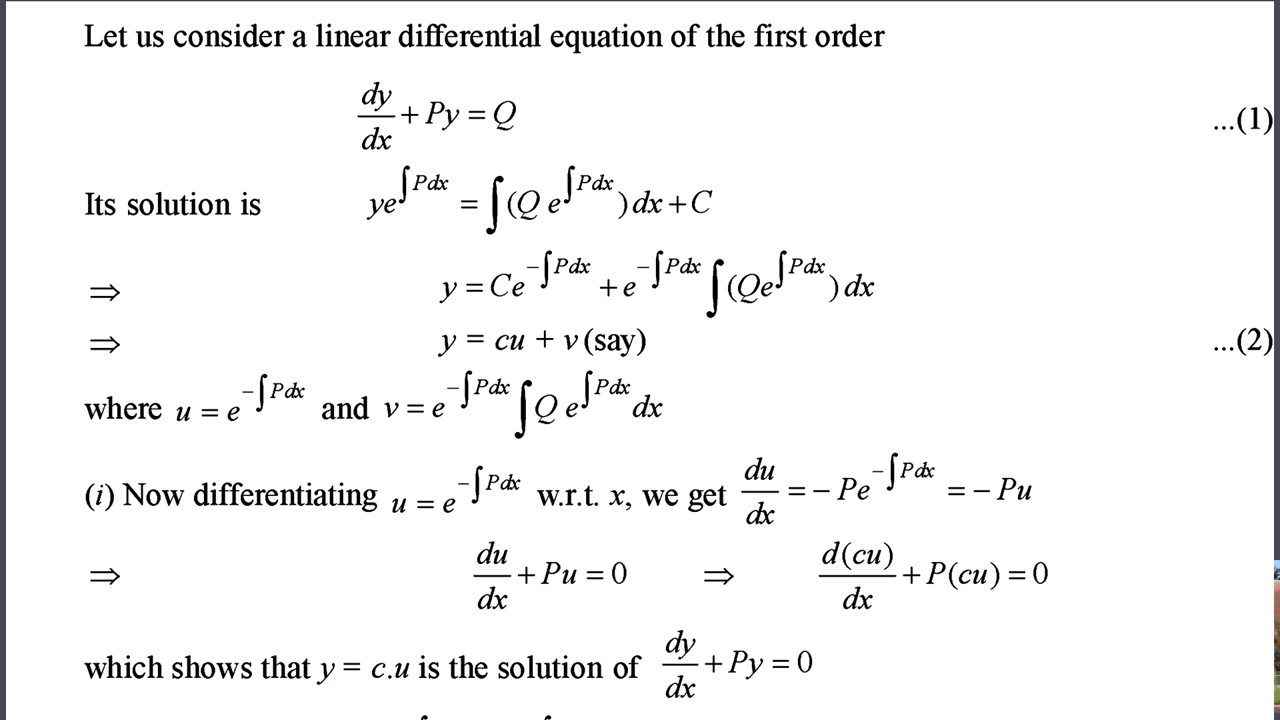 Let us consider a linear differential equation of the first order
dy/dx + Py = Q ...(1)
Its solution is ye^{∫Pdx} = ∫(Q e^{∫Pdx})dx + C
⇒ y = Ce^{−∫Pdx} + e^{−∫Pdx} ∫(Qe^{∫Pdx})dx
⇒ y = cu + v (say) ...(2)
where u = e^{−∫Pdx} and v = e^{−∫Pdx} ∫Q e^{∫Pdx} dx
(i) Now differentiating u = e^{−∫Pdx} w.r.t. x, we get du/dx = − Pe^{−∫Pdx} = − Pu
⇒ du/dx + Pu = 0 ⇒ d(cu)/dx + P(cu) = 0
which shows that y = c.u is the solution of dy/dx + Py = 0